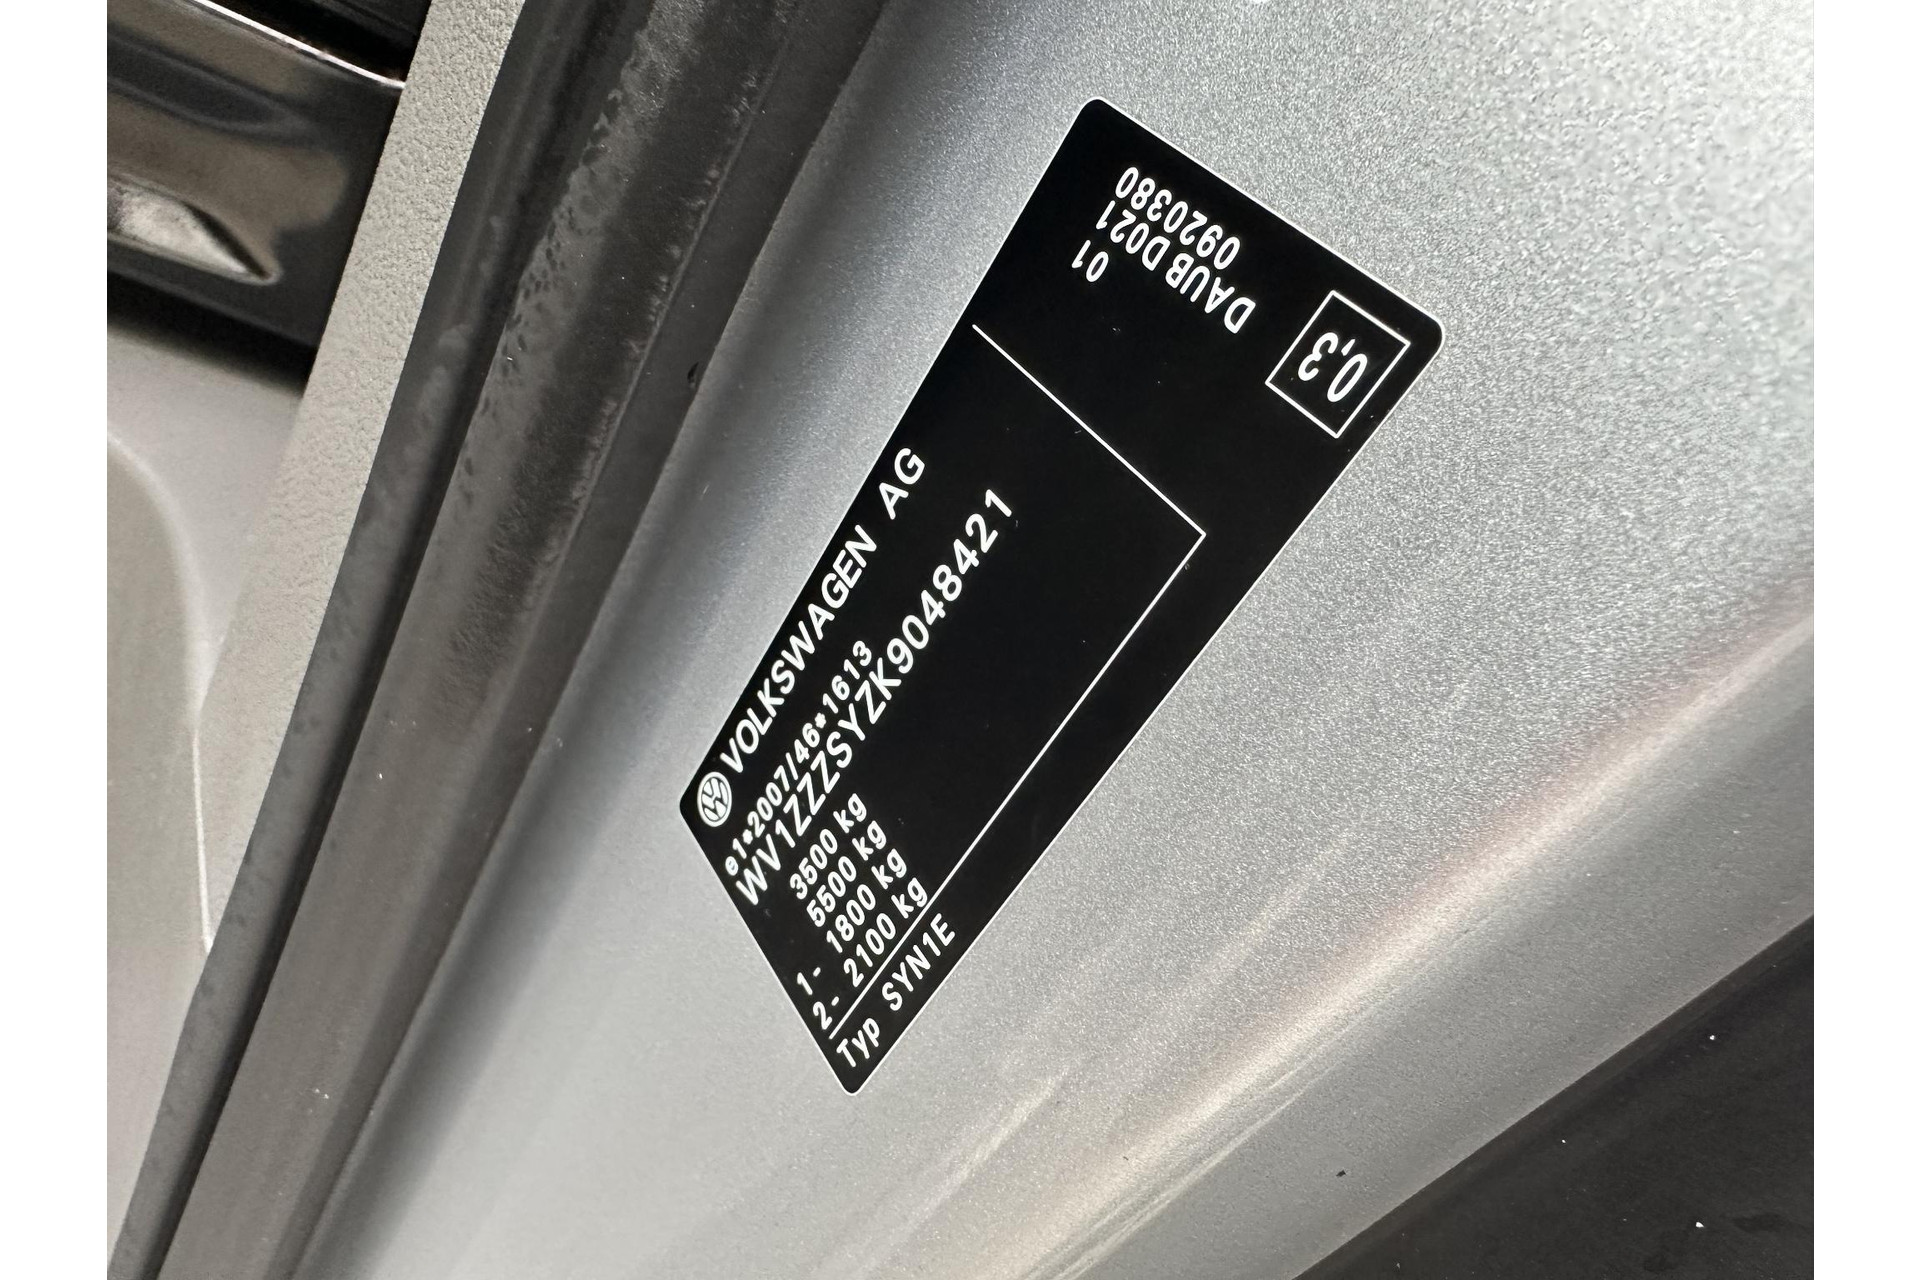 VOLKSWAGEN AG
e1*2007/46*1613
WV1ZZZSYZK9048421
3500 kg
5500 kg
1- 1800 kg
2- 2100 kg
Typ SYN1E
01
DAUB D021
0920380
0,3